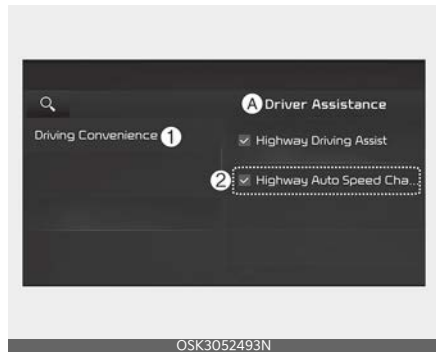 A Driver Assistance
Driving Convenience 1
Highway Driving Assist
2 Highway Auto Speed Cha...
OSK3052493N